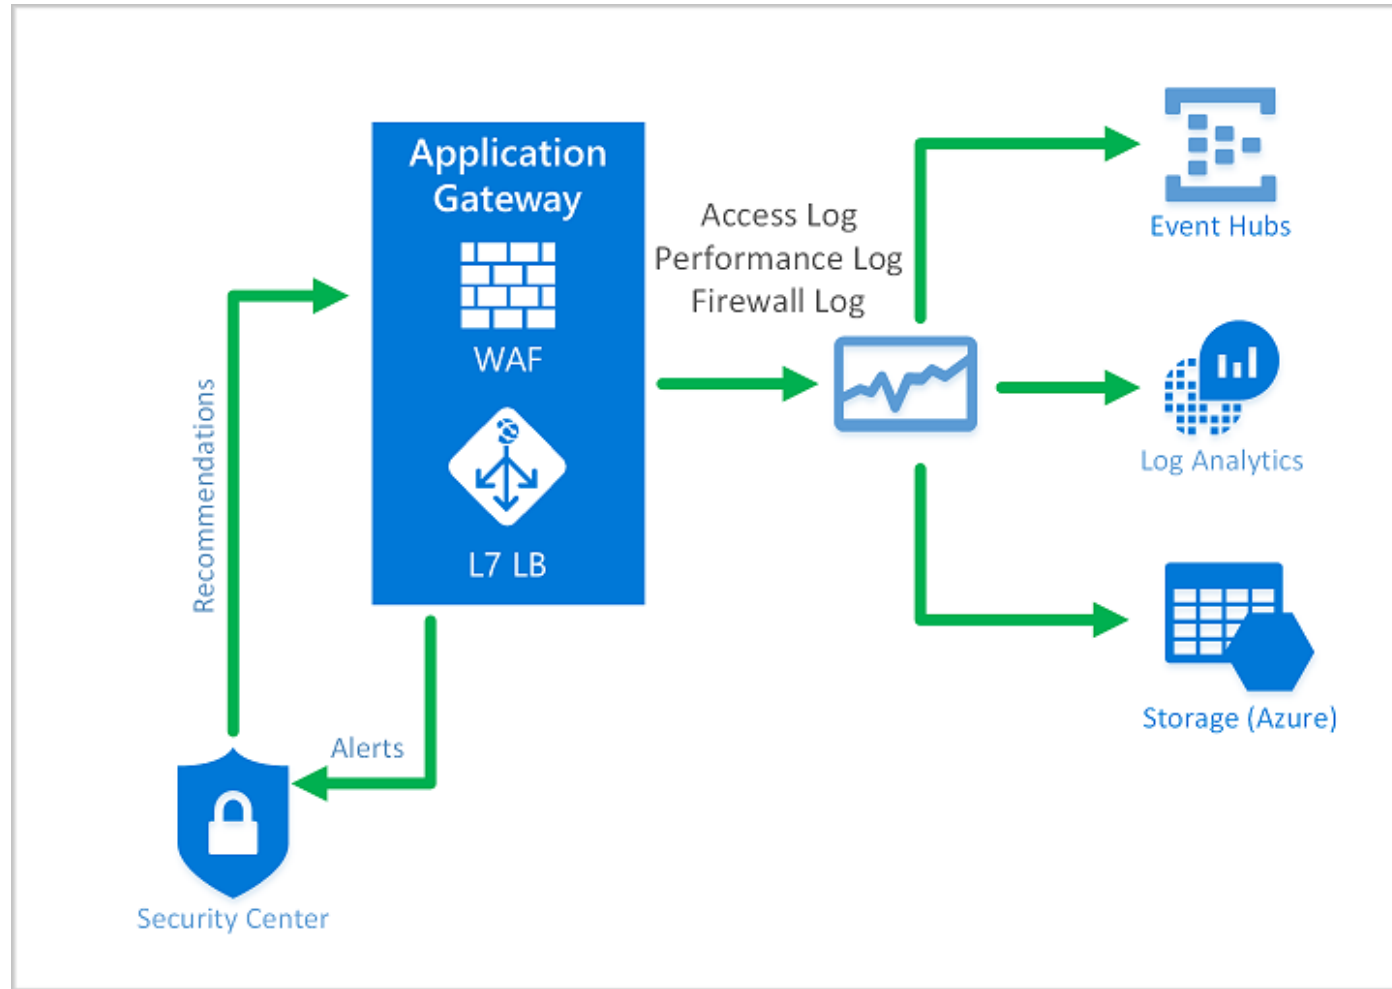 Application
Gateway
WAF
L7 LB
Access Log
Performance Log
Firewall Log
Event Hubs
Log Analytics
Storage (Azure)
Recommendations
Alerts
Security Center